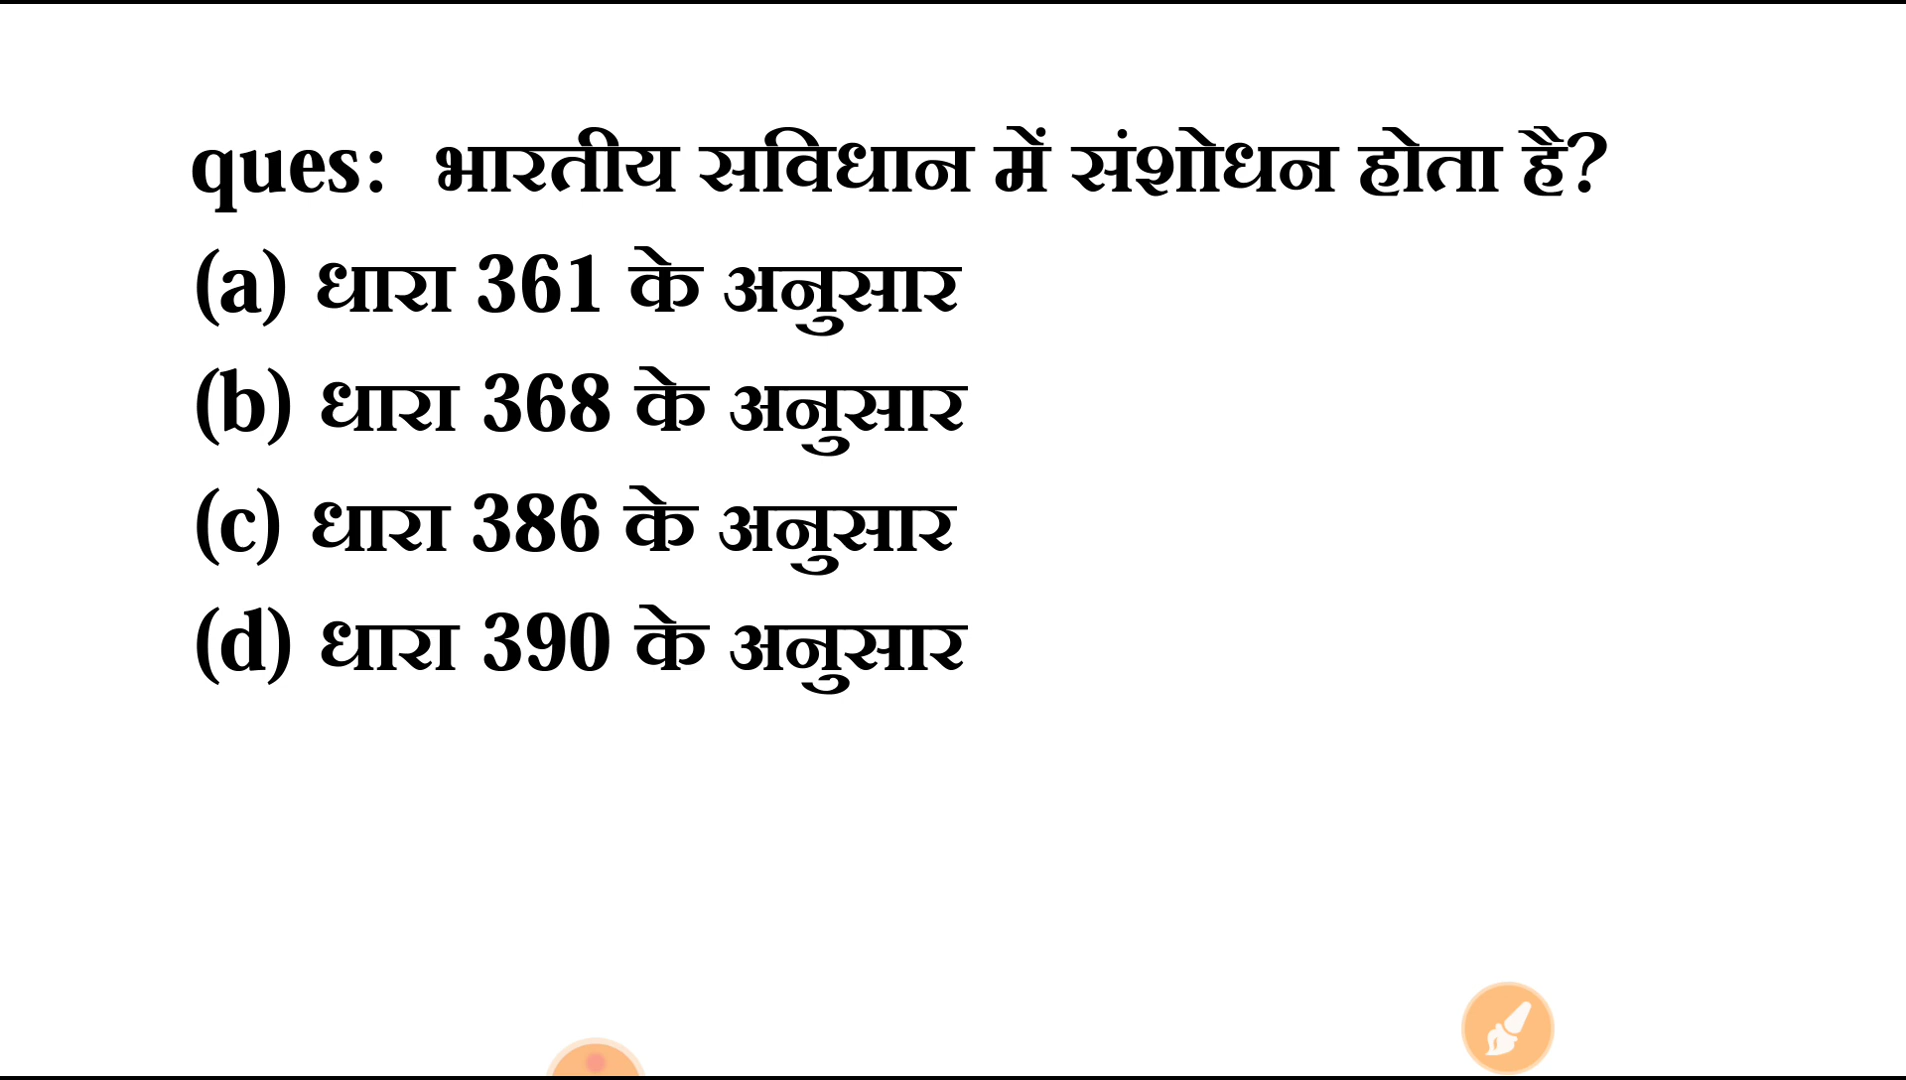 ques: भारतीय सविधान में संशोधन होता है?
(a) धारा 361 के अनुसार
(b) धारा 368 के अनुसार
(c) धारा 386 के अनुसार
(d) धारा 390 के अनुसार